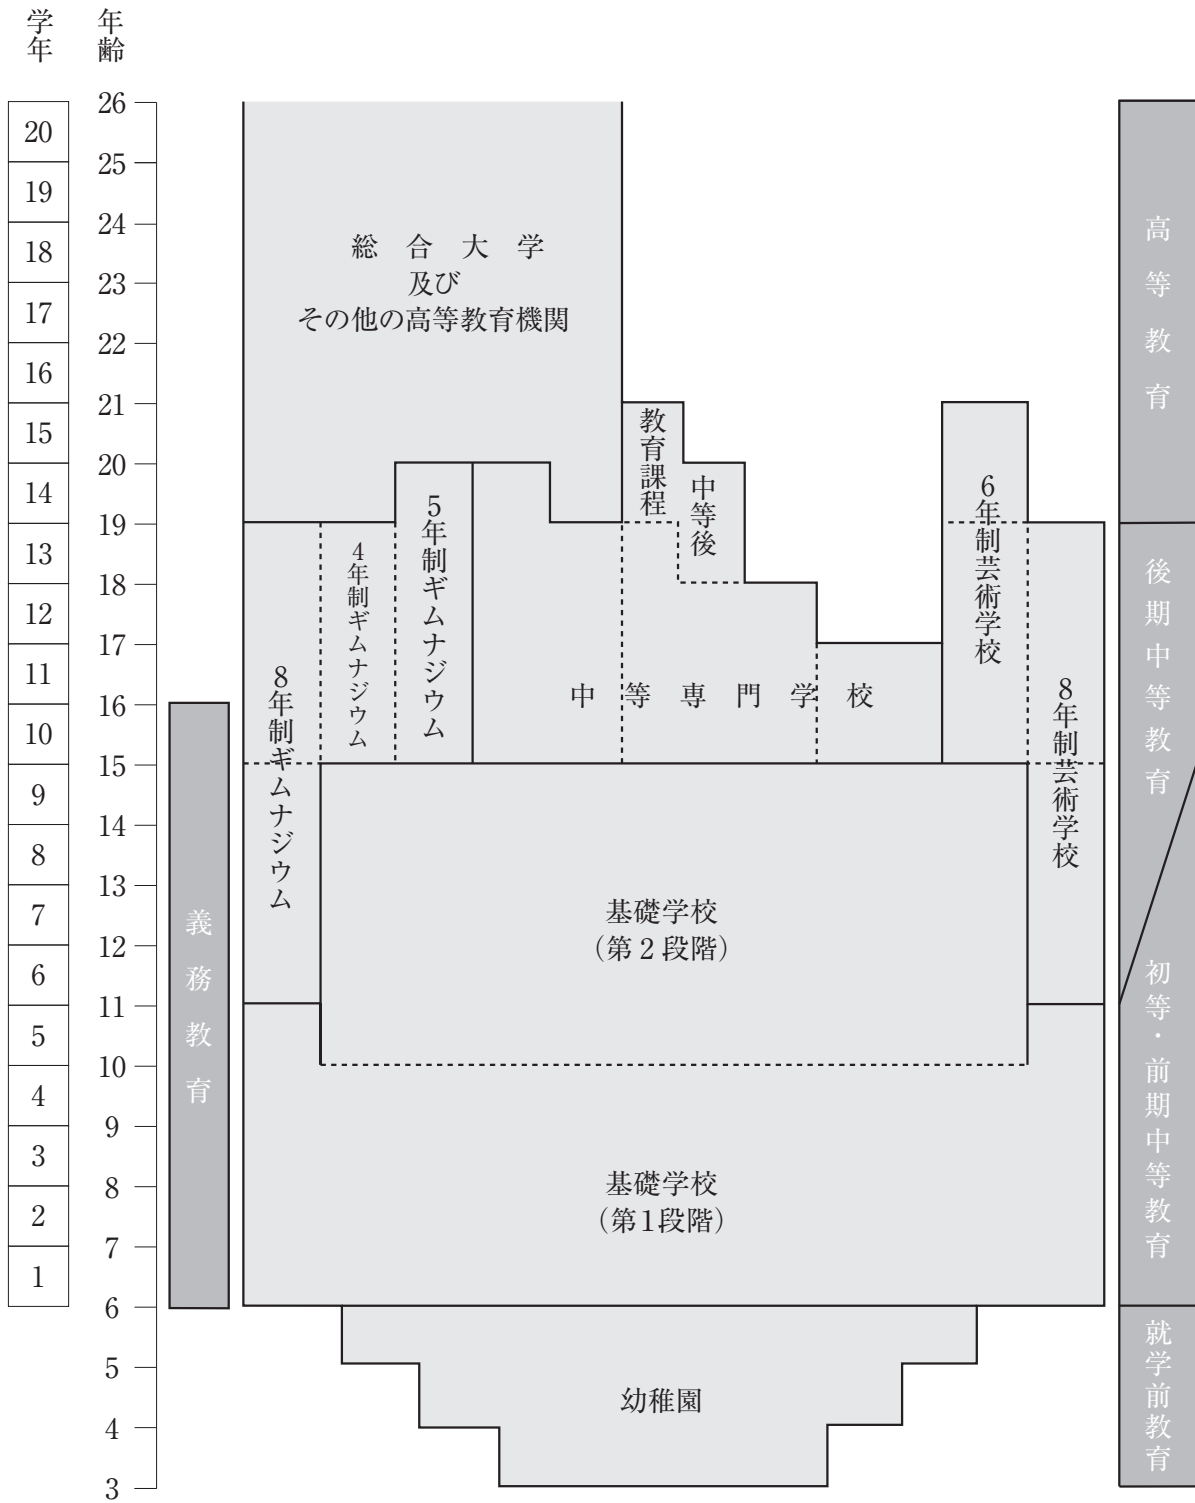 学年
年齢
20
19
18
17
16
15
14
13
12
11
10
9
8
7
6
5
4
3
2
1
26
25
24
23
22
21
20
19
18
17
16
15
14
13
12
11
10
9
8
7
6
5
4
3
義務教育
総合大学
及び
その他の高等教育機関
教育課程
中等後
8年制ギムナジウム
4年制ギムナジウム
5年制ギムナジウム
中等専門学校
6年制芸術学校
8年制芸術学校
基礎学校
(第2段階)
基礎学校
(第1段階)
幼稚園
高等教育
後期中等教育
初等・前期中等教育
就学前教育